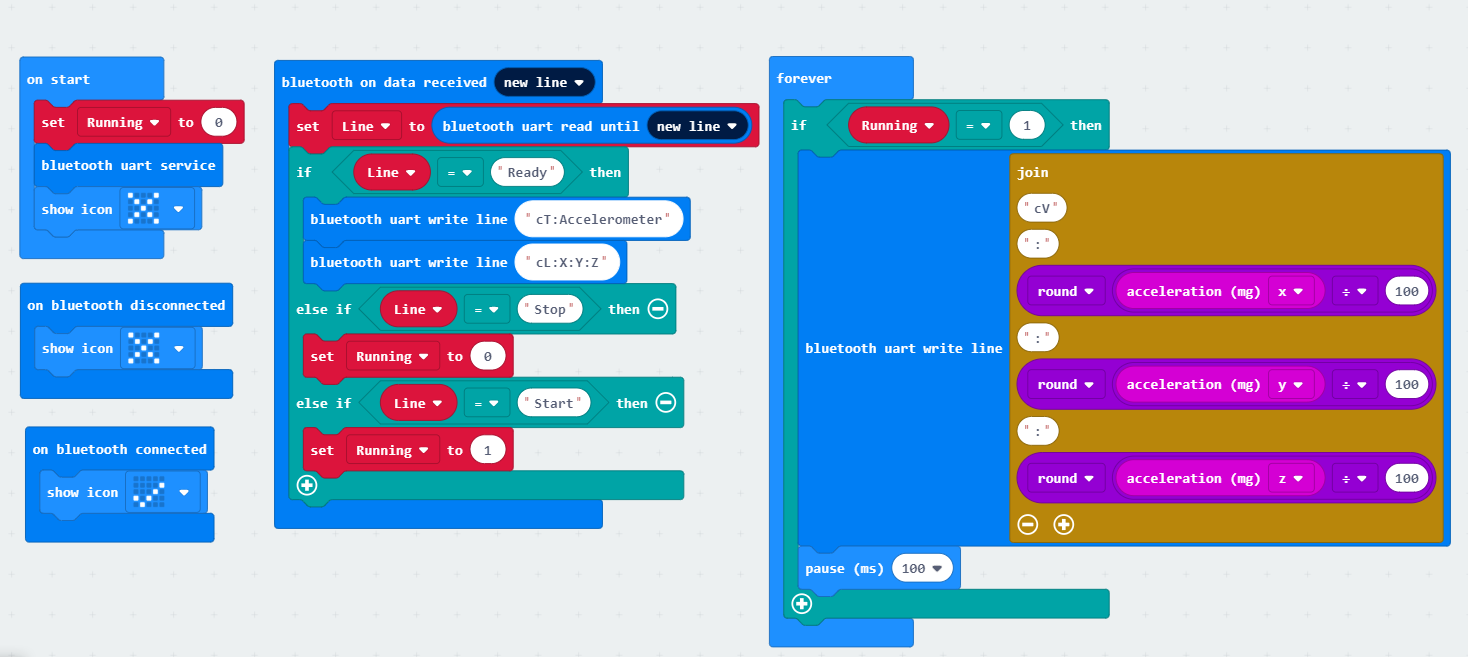 on start
set Running to 0
bluetooth uart service
show icon
on bluetooth disconnected
show icon
on bluetooth connected
show icon
bluetooth on data received new line
set Line to bluetooth uart read until new line
if Line = "Ready" then
bluetooth uart write line "cT:Accelerometer"
bluetooth uart write line "cL:X:Y:Z"
else if Line = "Stop" then
set Running to 0
else if Line = "Start" then
set Running to 1
forever
if Running = 1 then
bluetooth uart write line
join
"cV"
":"
round acceleration (mg) x ÷ 100
":"
round acceleration (mg) y ÷ 100
":"
round acceleration (mg) z ÷ 100
pause (ms) 100